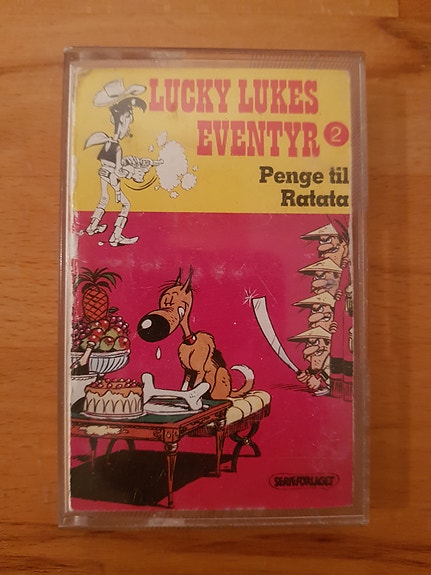 LUCKY LUKES
EVENTYR 2
Penge til
Ratata
SERIEFORLAGET